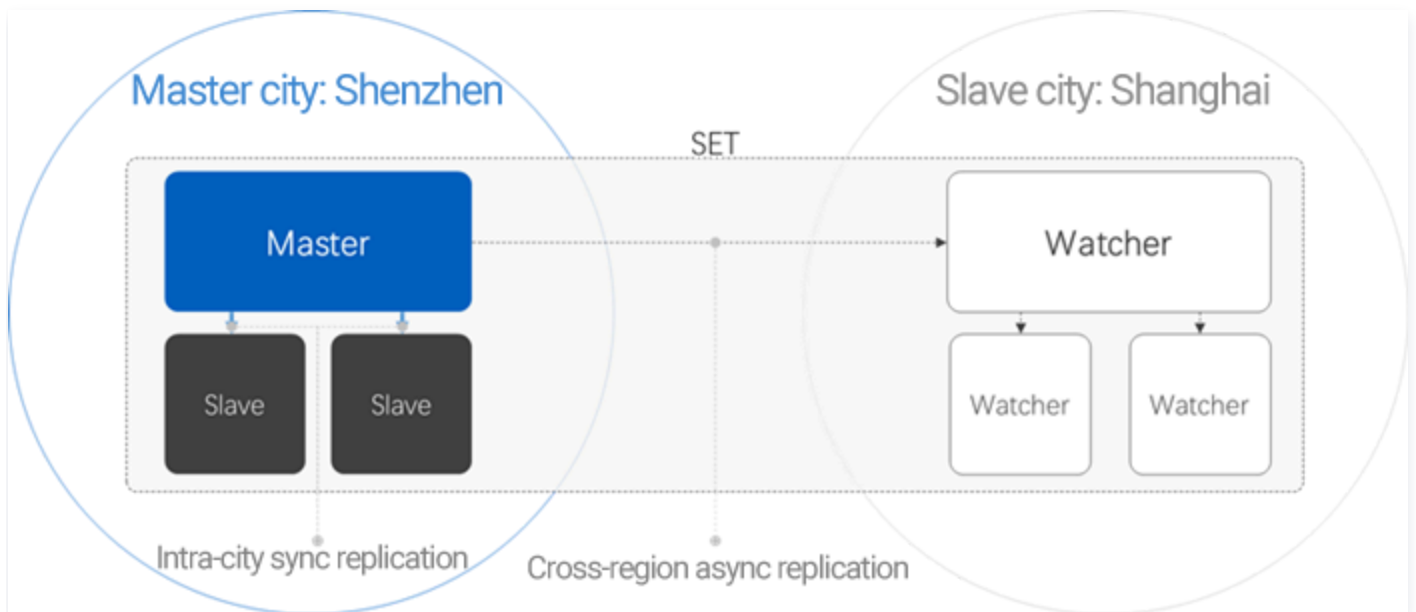 Master city: Shenzhen
Slave city: Shanghai
SET
Master
Watcher
Slave
Slave
Watcher
Watcher
Intra-city sync replication
Cross-region async replication